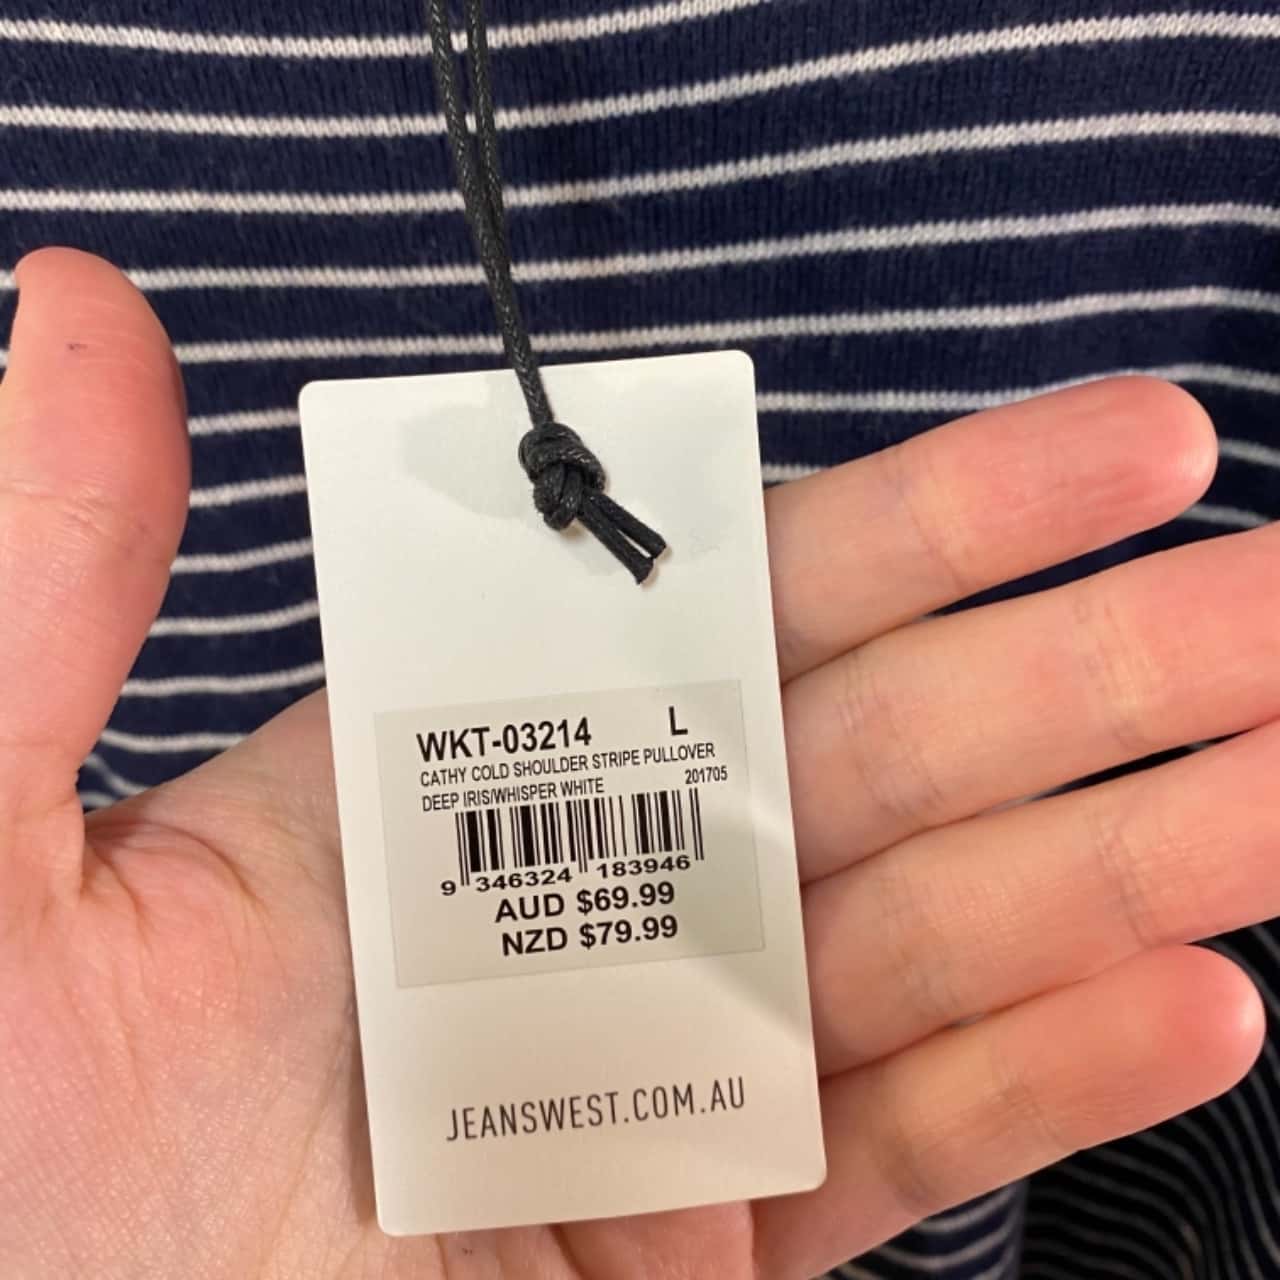 WKT-03214 L
CATHY COLD SHOULDER STRIPE PULLOVER
DEEP IRIS/WHISPER WHITE 201705
9 346324 183946
AUD $69.99
NZD $79.99
JEANSWEST.COM.AU